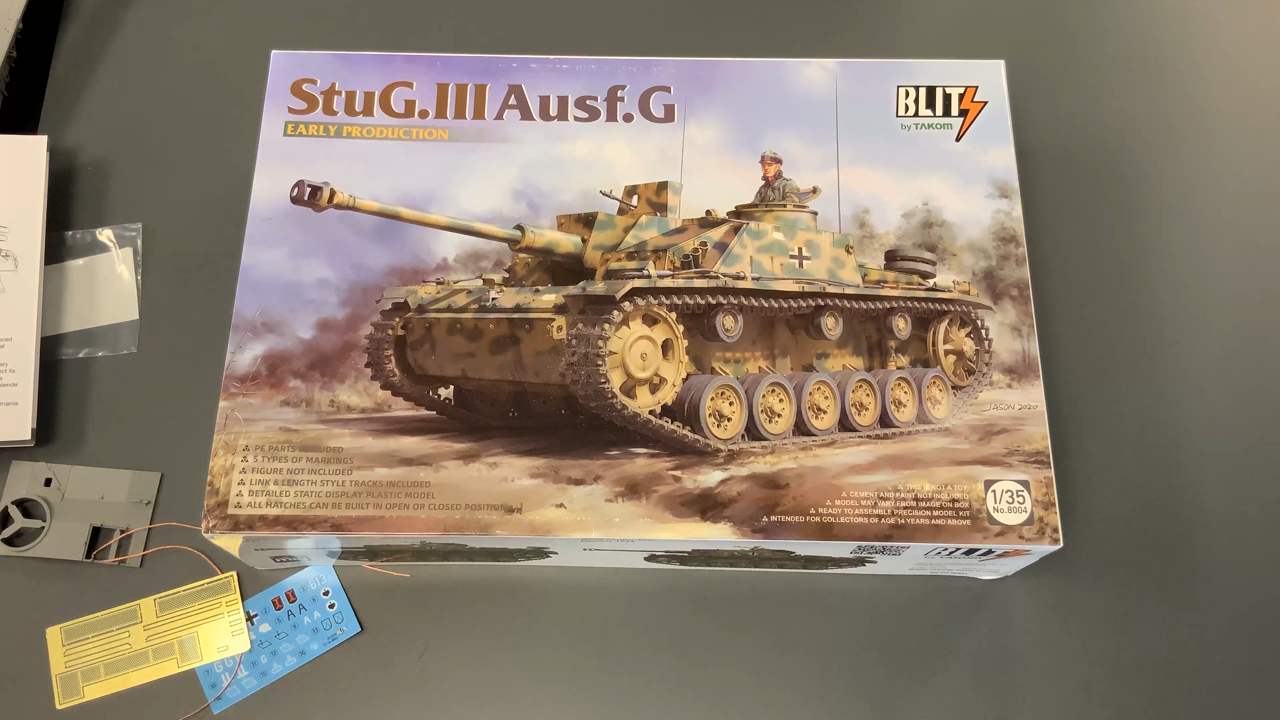 StuG.III Ausf.G
EARLY PRODUCTION
BLITZ
by TAKOM
JASON 2020
PE PARTS INCLUDED
5 TYPES OF MARKINGS
FIGURE NOT INCLUDED
LINK & LENGTH STYLE TRACKS INCLUDED
DETAILED STATIC DISPLAY PLASTIC MODEL
ALL HATCHES CAN BE BUILT IN OPEN OR CLOSED POSITION
THIS IS NOT A TOY
CEMENT AND PAINT NOT INCLUDED
MODEL MAY VARY FROM IMAGE ON BOX
READY TO ASSEMBLE PRECISION MODEL KIT
INTENDED FOR COLLECTORS OF AGE 14 YEARS AND ABOVE
1/35
No.8004
BLITZ
613
A A
A A